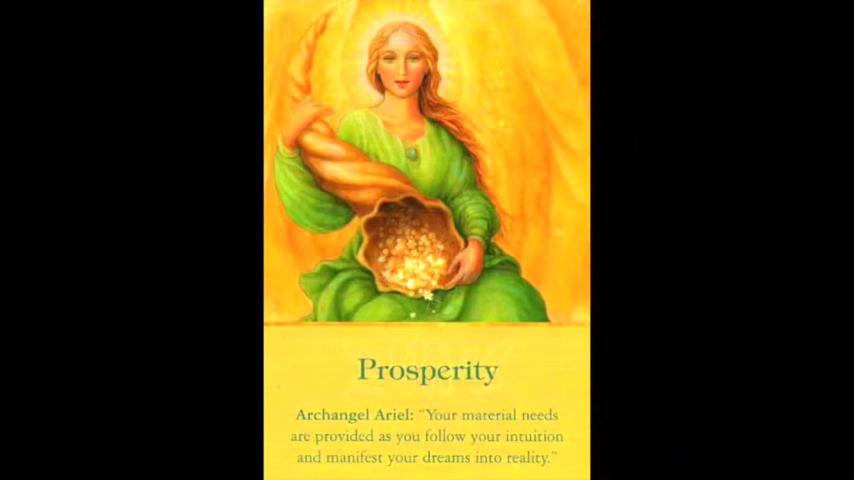 Prosperity
Archangel Ariel: “Your material needs
are provided as you follow your intuition
and manifest your dreams into reality.”